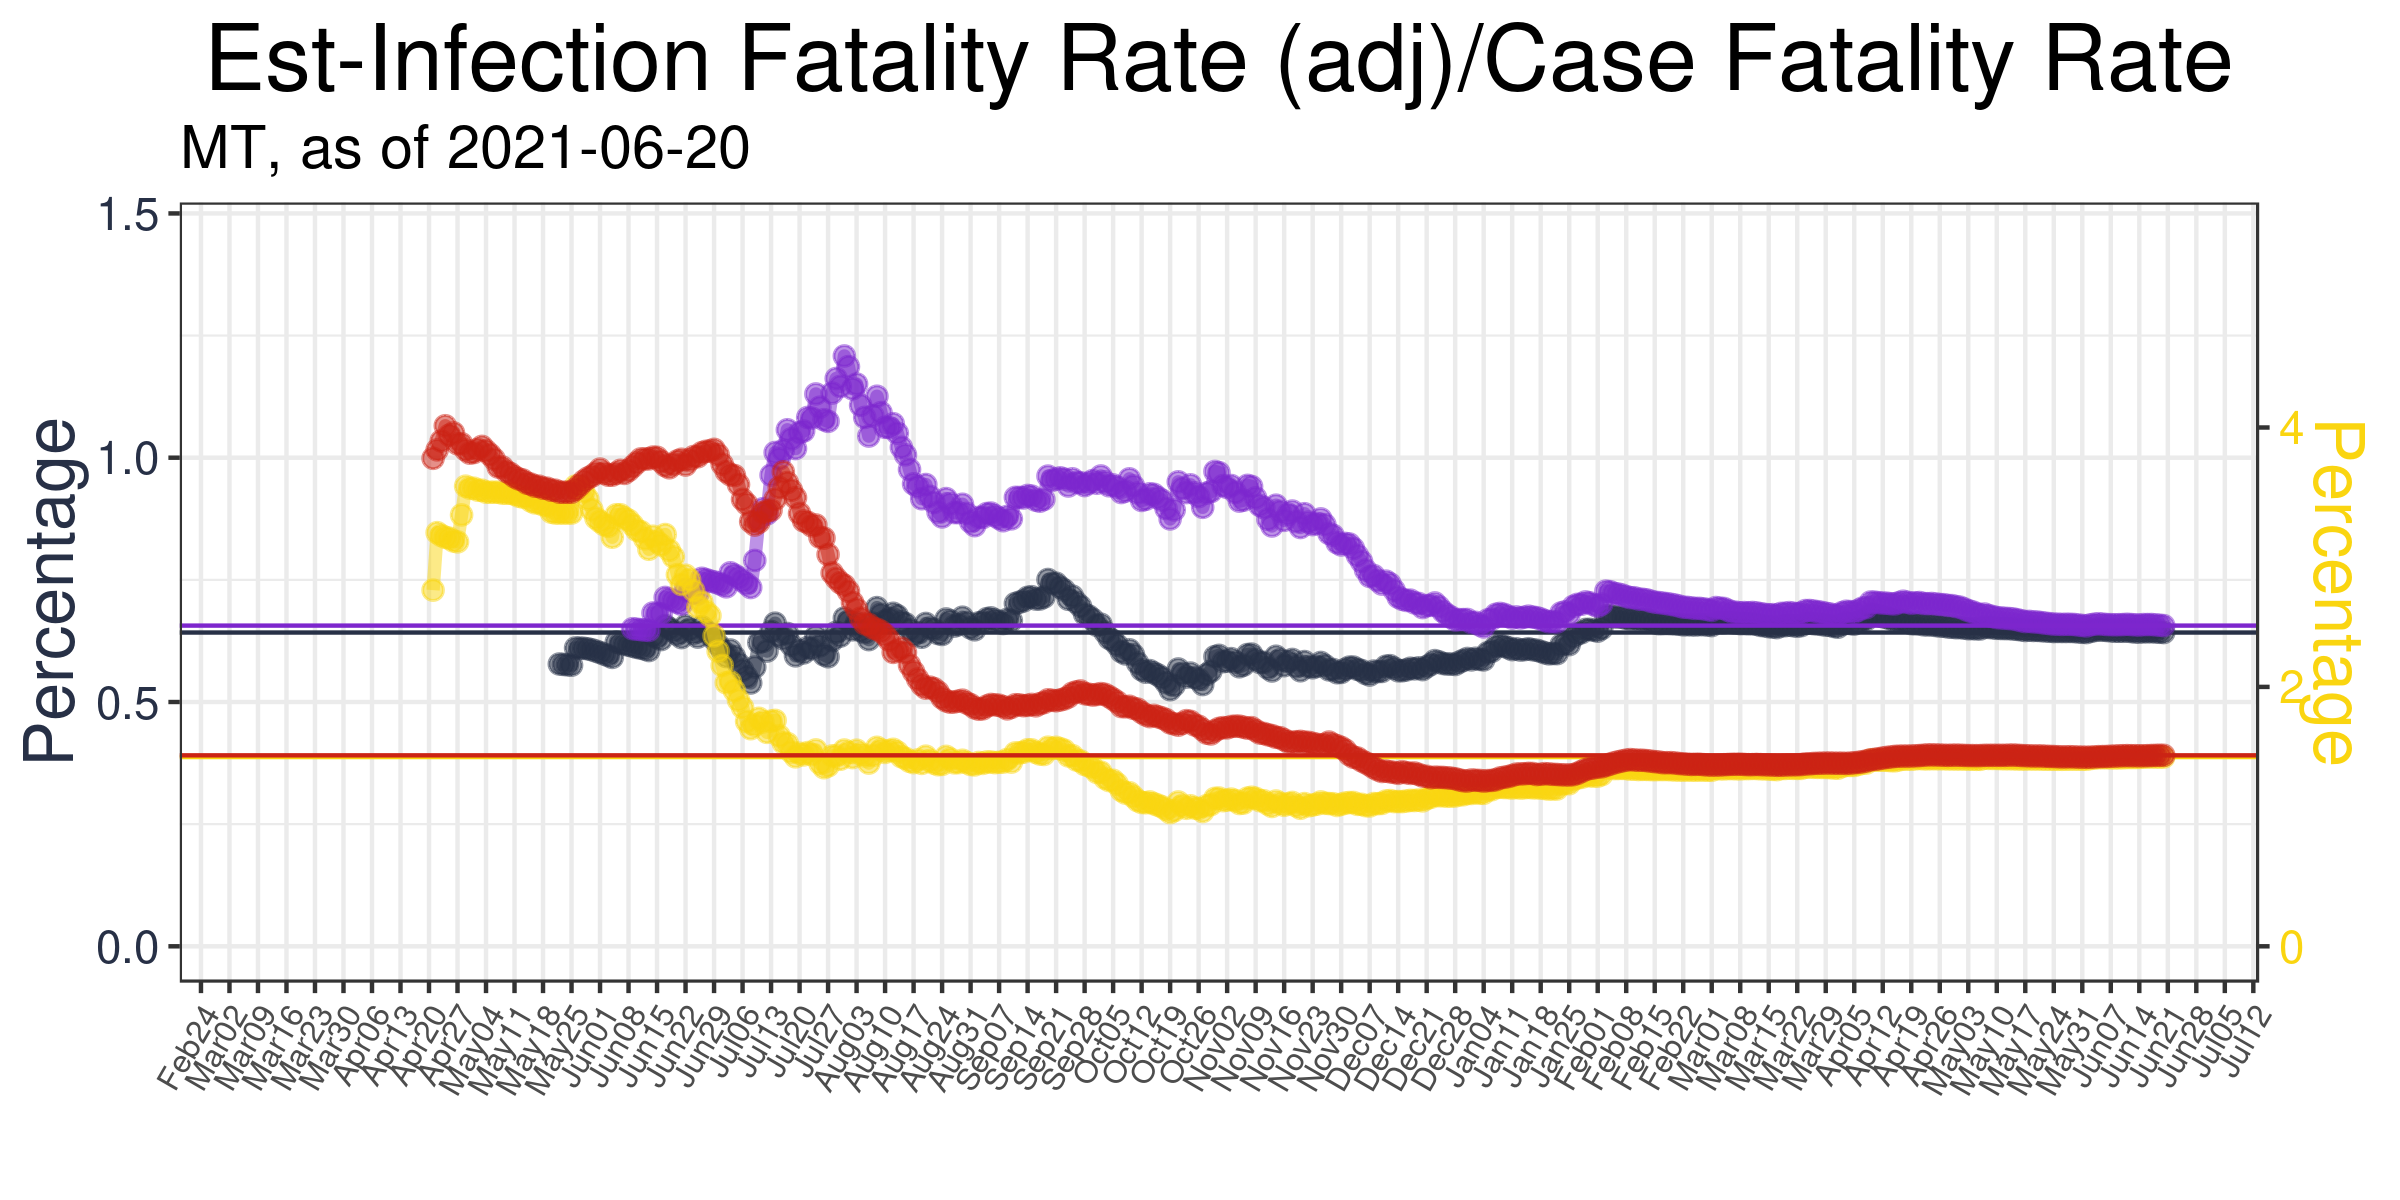 Est-Infection Fatality Rate (adj)/Case Fatality Rate
MT, as of 2021-06-20
Percentage
1.5
1.0
0.5
0.0
4
2
0
Percentage
Feb24
Mar02
Mar09
Mar16
Mar23
Mar30
Apr06
Apr13
Apr20
Apr27
May04
May11
May18
May25
Jun01
Jun08
Jun15
Jun22
Jun29
Jul06
Jul13
Jul20
Jul27
Aug03
Aug10
Aug17
Aug24
Aug31
Sep07
Sep14
Sep21
Sep28
Oct05
Oct12
Oct19
Oct26
Nov02
Nov09
Nov16
Nov23
Nov30
Dec07
Dec14
Dec21
Dec28
Jan04
Jan11
Jan18
Jan25
Feb01
Feb08
Feb15
Feb22
Mar01
Mar08
Mar15
Mar22
Mar29
Apr05
Apr12
Apr19
Apr26
May03
May10
May17
May24
May31
Jun07
Jun14
Jun21
Jun28
Jul05
Jul12